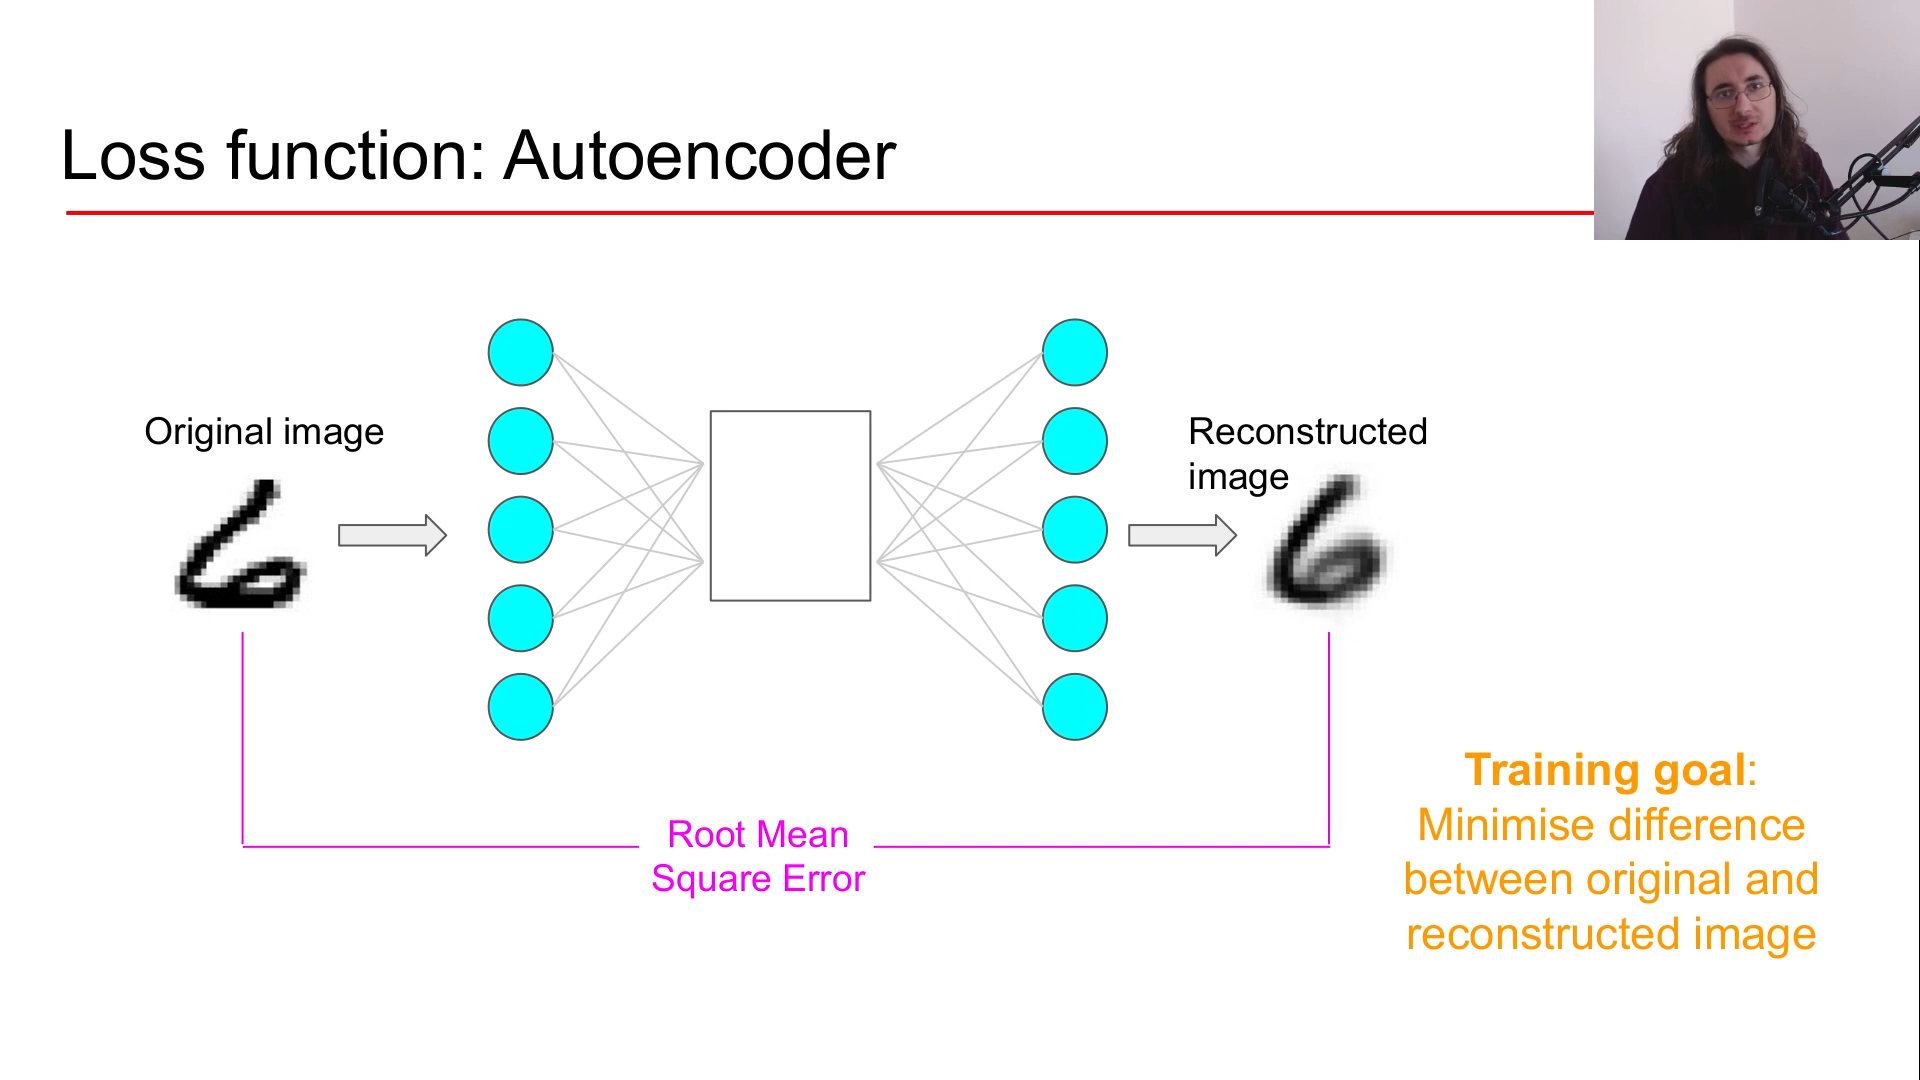 Loss function: Autoencoder
Original image
Reconstructed
image
Root Mean
Square Error
Training goal:
Minimise difference
between original and
reconstructed image